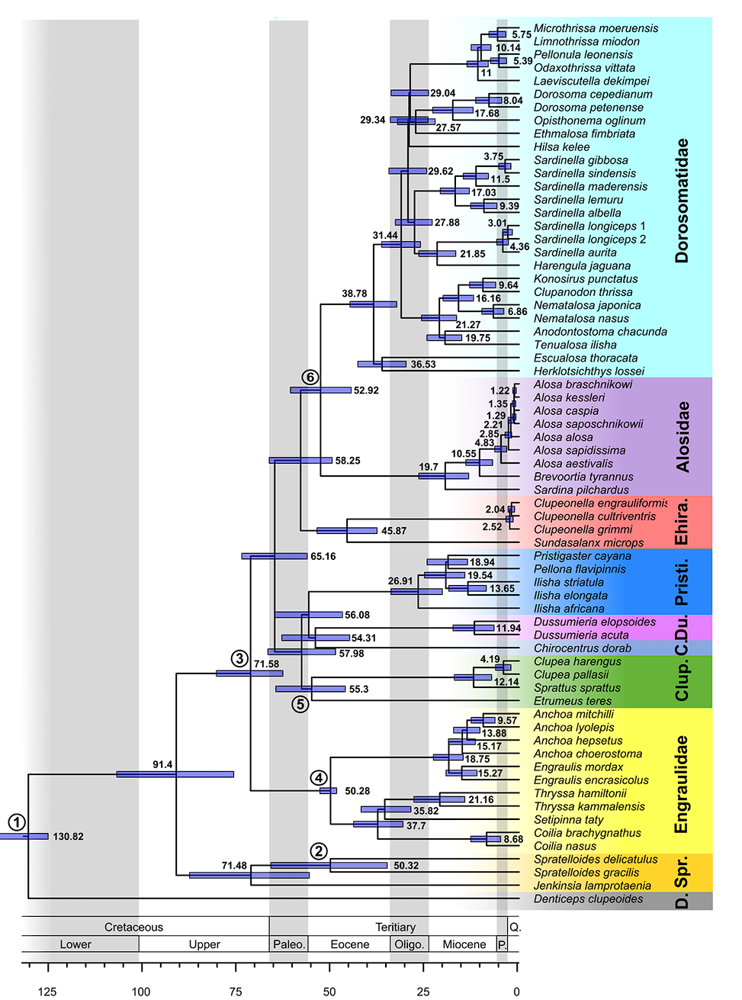 Microthrissa moeruensis
5.75
Limnothrissa miodon
10.14
Pellonula leonensis
5.39
Odaxothrissa vittata
11
Laeviscutella dekimpei
29.04
Dorosoma cepedianum
8.04
Dorosoma petenense
17.68
29.34
Opisthonema oglinum
27.57
Ethmalosa fimbriata
Hilsa kelee
3.75
Sardinella gibbosa
29.62
Sardinella sindensis
11.5
Sardinella maderensis
17.03
Sardinella lemuru
9.39
Sardinella albella
27.88
3.01
Sardinella longiceps 1
31.44
Sardinella longiceps 2
4.36
21.85
Sardinella aurita
Harengula jaguana
Konosirus punctatus
9.64
38.78
Clupanodon thrissa
16.16
Nematalosa japonica
6.86
Nematalosa nasus
21.27
Anodontostoma chacunda
19.75
Tenualosa ilisha
Escualosa thoracata
36.53
Herklotsichthys lossei
Dorosomatidae
6
52.92
Alosa braschnikowi
1.22
Alosa kessleri
1.35
Alosa caspia
1.29
2.21
Alosa saposchnikowii
2.85
Alosa alosa
4.83
Alosa sapidissima
10.55
58.25
Alosa aestivalis
19.7
Brevoortia tyrannus
Sardina pilchardus
Alosidae
Clupeonella engrauliformis
2.04
Clupeonella cultriventris
2.52
45.87
Clupeonella grimmi
Sundasalanx microps
Ehira.
65.16
Pristigaster cayana
18.94
Pellona flavipinnis
19.54
26.91
Ilisha striatula
13.65
Ilisha elongata
Ilisha africana
Pristi.
56.08
Dussumieria elopsoides
11.94
54.31
Dussumieria acuta
Du.
57.98
Chirocentrus dorab
C.
3
71.58
4.19
Clupea harengus
Clupea pallasii
12.14
55.3
Sprattus sprattus
5
Etrumeus teres
Clup.
Anchoa mitchilli
9.57
Anchoa lyolepis
13.88
Anchoa hepsetus
15.17
Anchoa choerostoma
18.75
91.4
Engraulis mordax
15.27
4
Engraulis encrasicolus
50.28
Thryssa hamiltonii
21.16
35.82
Thryssa kammalensis
Setipinna taty
37.7
1
130.82
Coilia brachygnathus
8.68
Coilia nasus
Engraulidae
2
Spratelloides delicatulus
71.48
50.32
Spratelloides gracilis
Jenkinsia lamprotaenia
Spr.
Denticeps clupeoides
D.
Cretaceous Teritiary Q.
Lower Upper Paleo. Eocene Oligo. Miocene P.
125 100 75 50 25 0